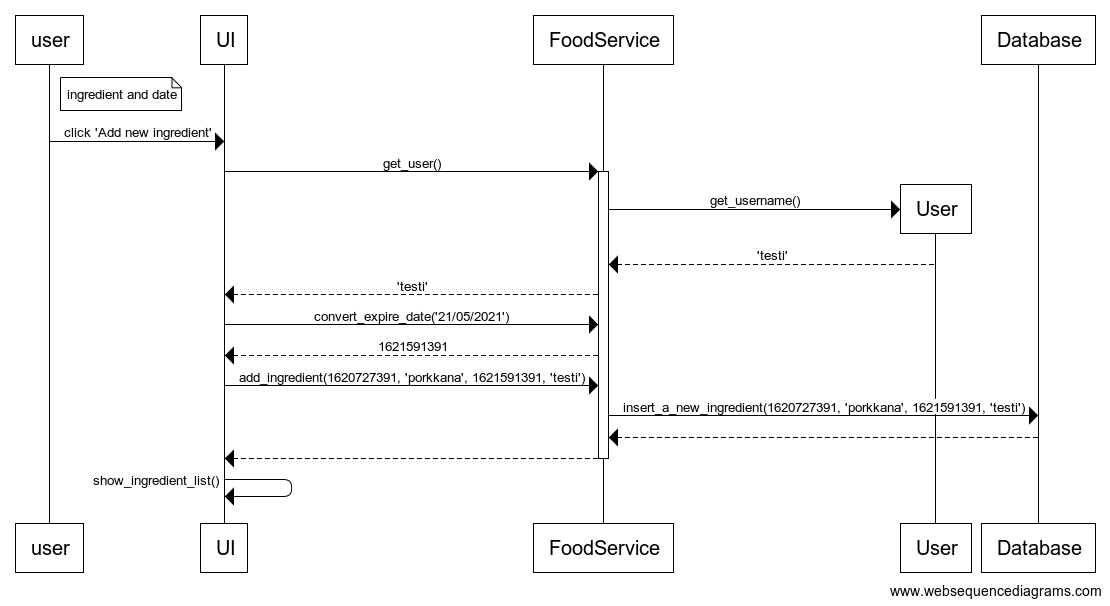 user
UI
FoodService
Database
ingredient and date
click 'Add new ingredient'
get_user()
get_username()
User
'testi'
'testi'
convert_expire_date('21/05/2021')
1621591391
add_ingredient(1620727391, 'porkkana', 1621591391, 'testi')
insert_a_new_ingredient(1620727391, 'porkkana', 1621591391, 'testi')
show_ingredient_list()
user
UI
FoodService
User
Database
www.websequencediagrams.com